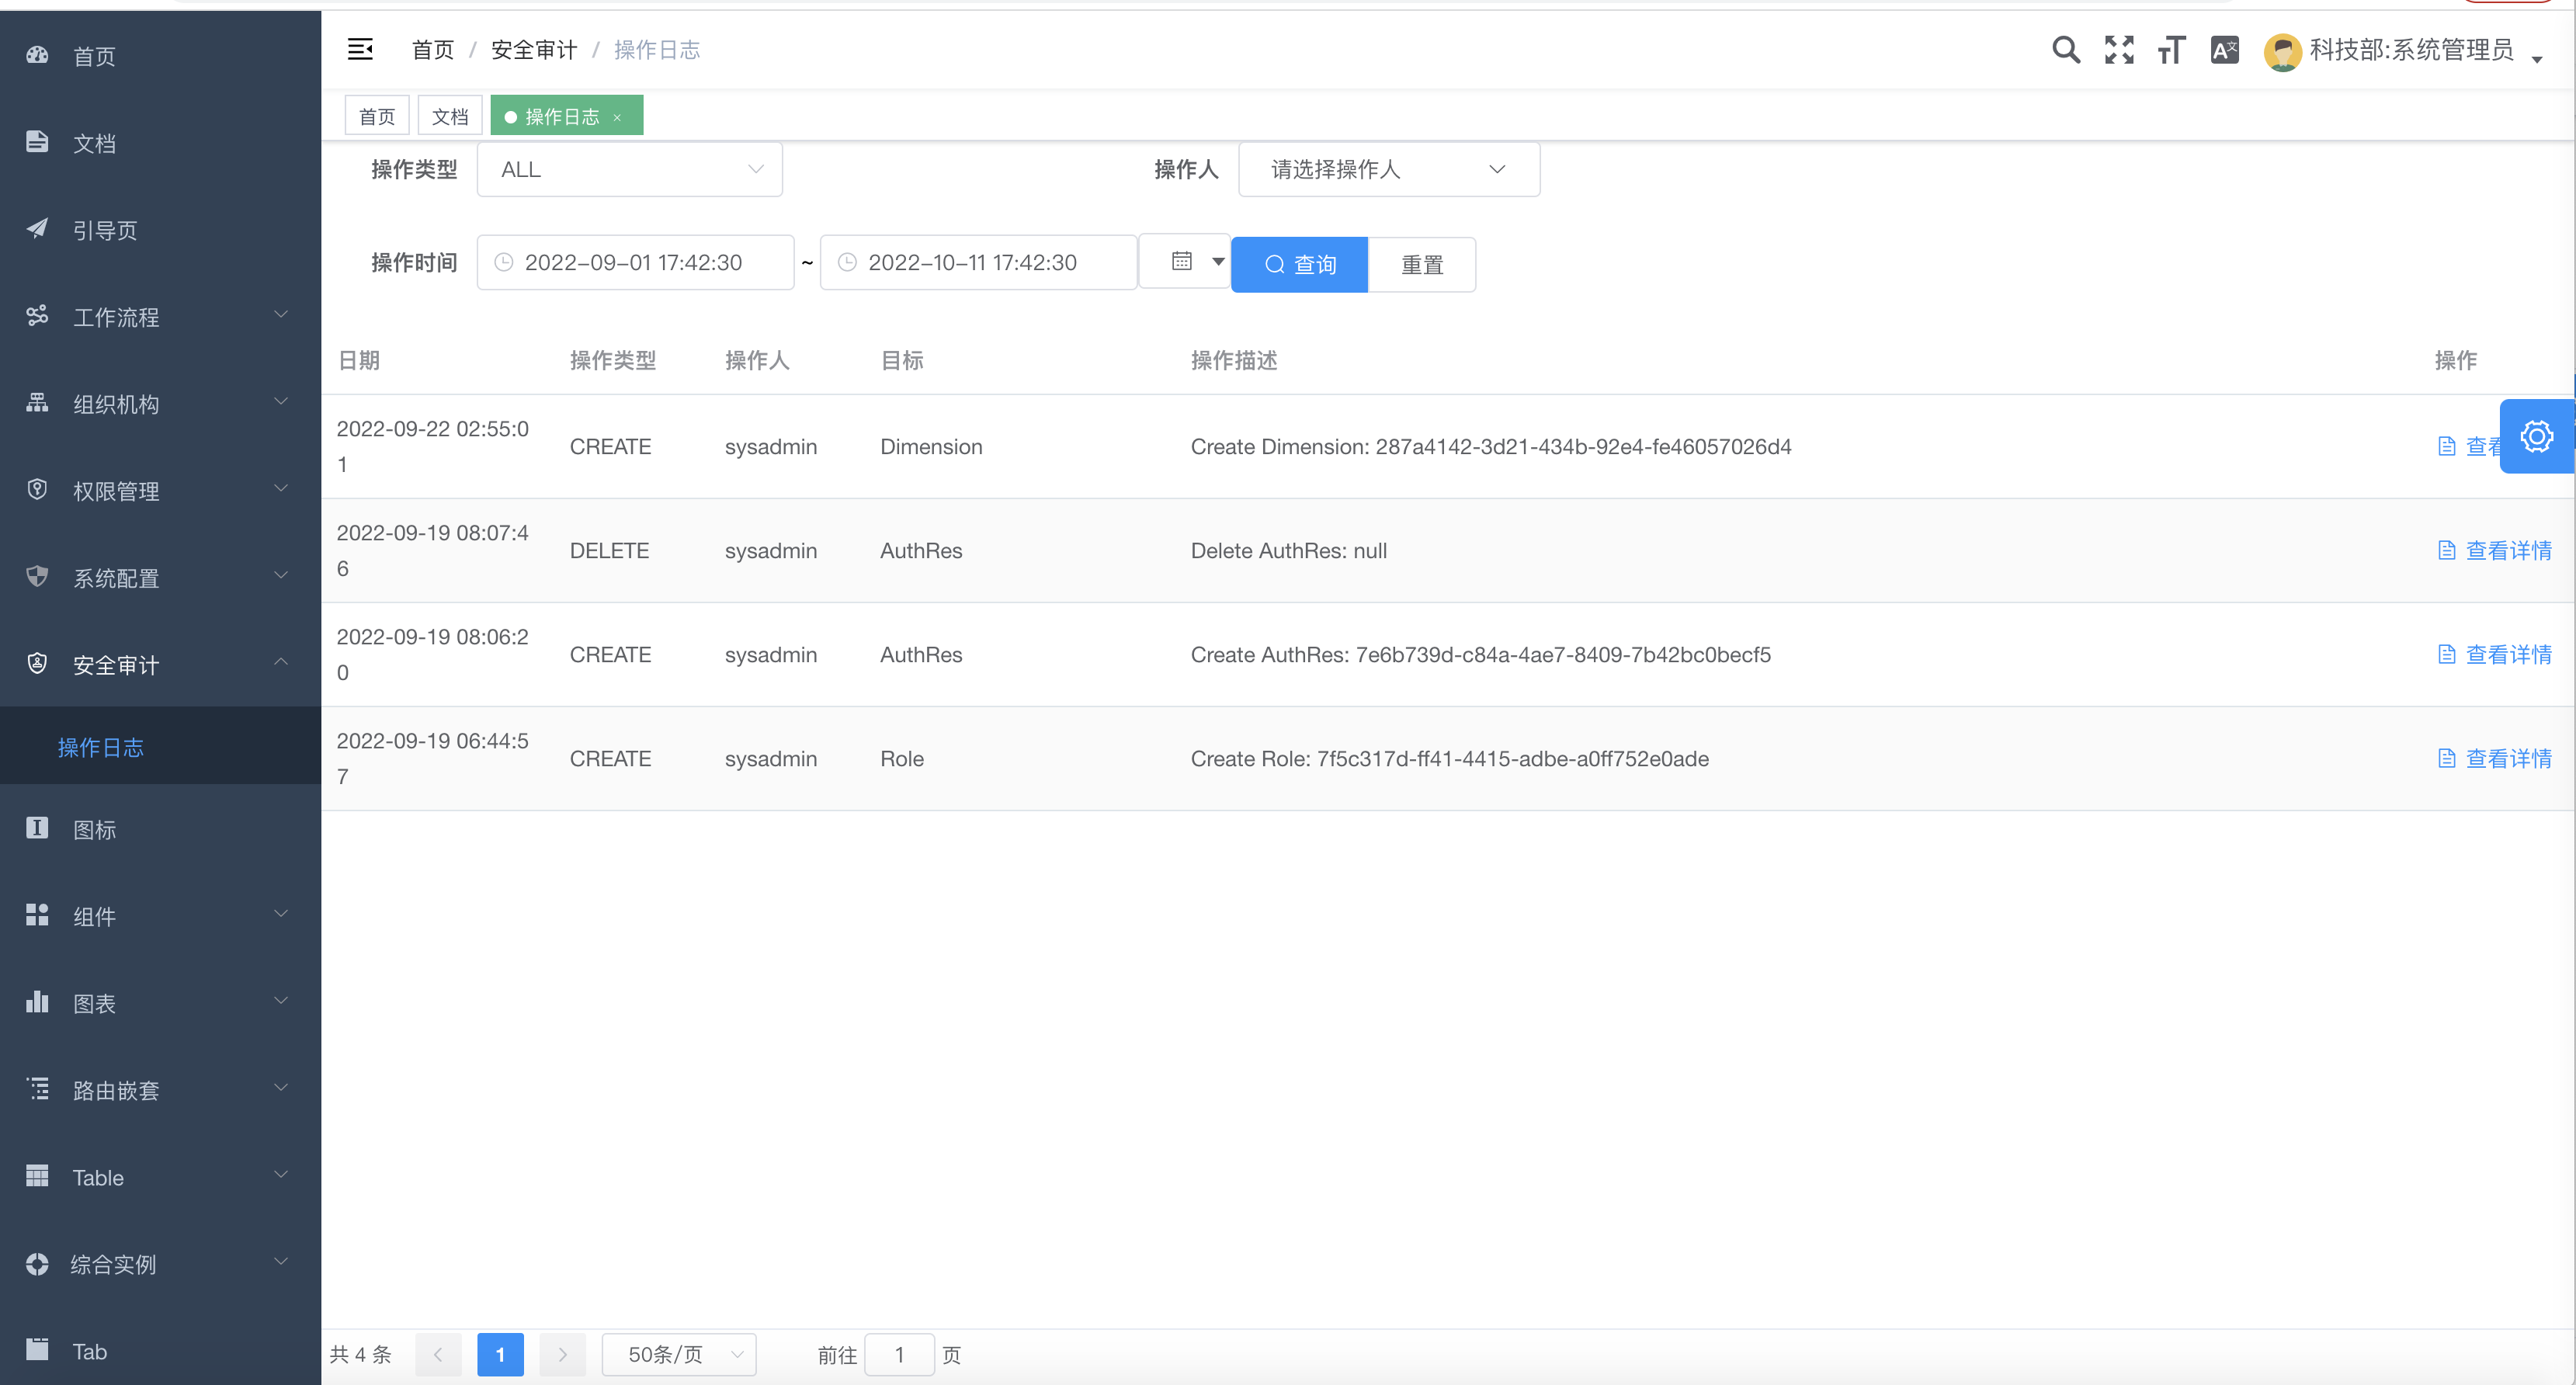 首页
文档
引导页
工作流程
组织机构
权限管理
系统配置
安全审计
操作日志
图标
组件
图表
路由嵌套
Table
综合实例
Tab
首页 / 安全审计 / 操作日志
科技部:系统管理员
首页 文档 操作日志 ×
操作类型 ALL 操作人 请选择操作人
操作时间 2022-09-01 17:42:30 ~ 2022-10-11 17:42:30 查询 重置
日期 操作类型 操作人 目标 操作描述 操作
2022-09-22 02:55:0
1 CREATE sysadmin Dimension Create Dimension: 287a4142-3d21-434b-92e4-fe46057026d4 查看
2022-09-19 08:07:4
6 DELETE sysadmin AuthRes Delete AuthRes: null 查看详情
2022-09-19 08:06:2
0 CREATE sysadmin AuthRes Create AuthRes: 7e6b739d-c84a-4ae7-8409-7b42bc0becf5 查看详情
2022-09-19 06:44:5
7 CREATE sysadmin Role Create Role: 7f5c317d-ff41-4415-adbe-a0ff752e0ade 查看详情
共 4 条 1 50条/页 前往 1 页